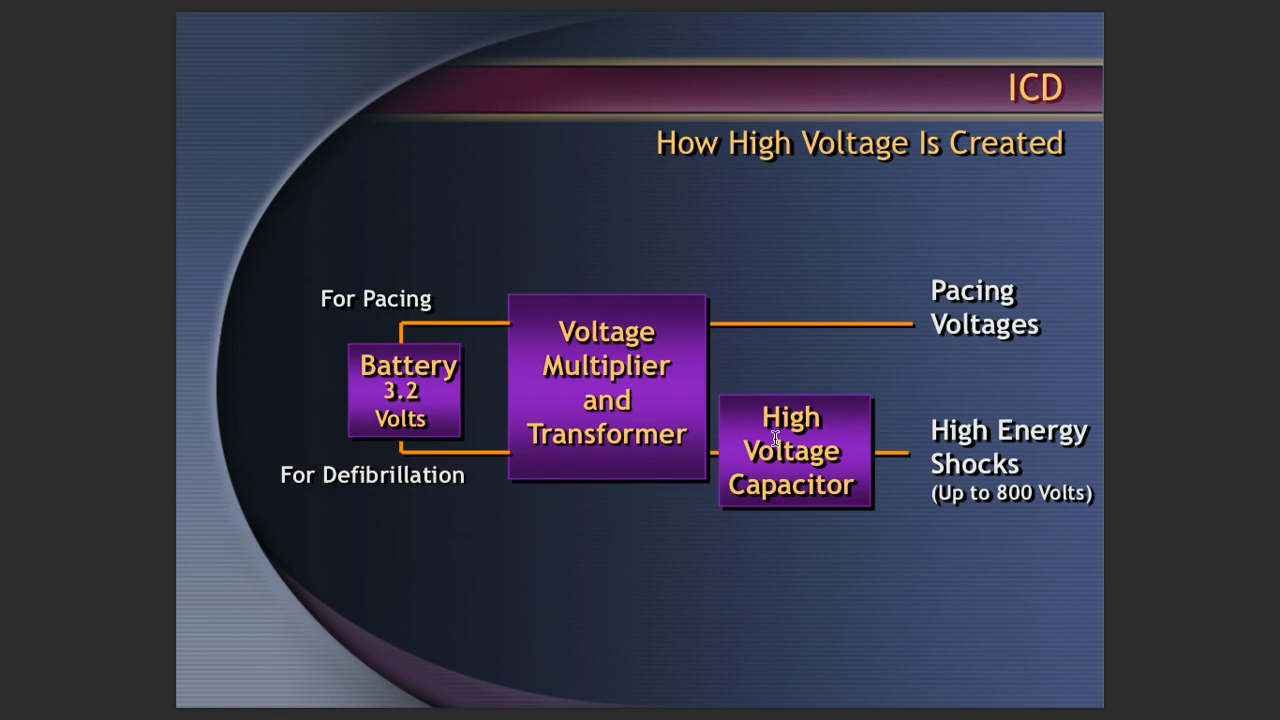 ICD
How High Voltage Is Created
For Pacing
Battery
3.2
Volts
For Defibrillation
Voltage
Multiplier
and
Transformer
High
Voltage
Capacitor
Pacing
Voltages
High Energy
Shocks
(Up to 800 Volts)